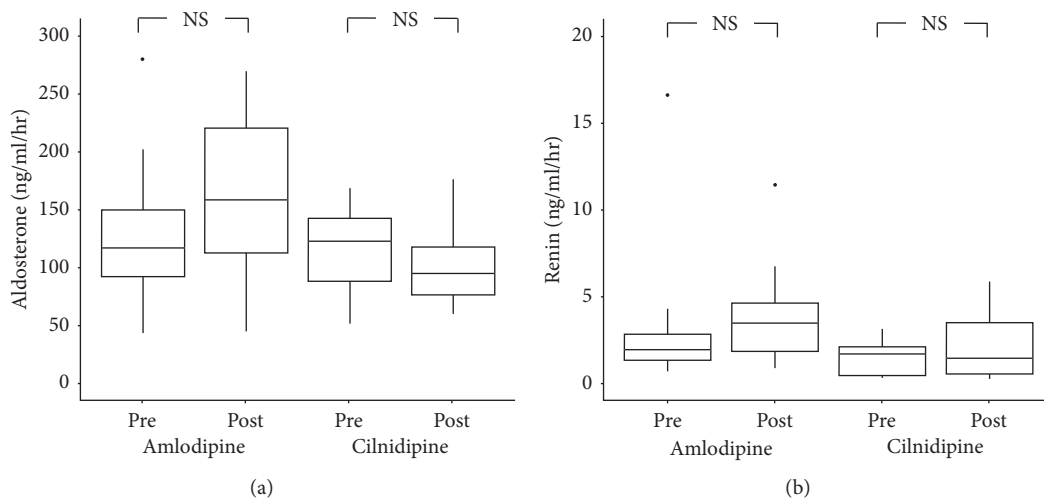 NS NS
300
250
200
150
100
50
0
Aldosterone (ng/ml/hr)
Pre Post Pre Post
Amlodipine Cilnidipine
(a)
NS NS
20
15
10
5
0
Renin (ng/ml/hr)
Pre Post Pre Post
Amlodipine Cilnidipine
(b)